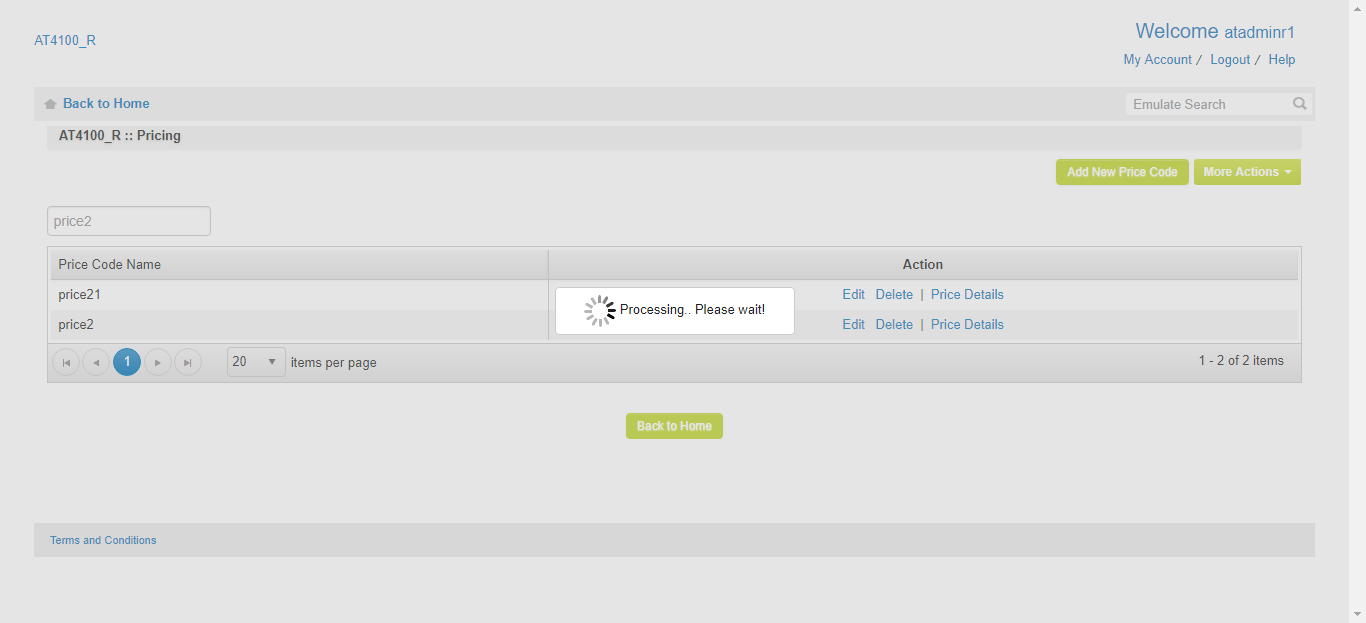 Welcome atadminr1
AT4100_R
My Account / Logout / Help
Back to Home
Emulate Search
AT4100_R :: Pricing
Add New Price Code
More Actions
price2
Price Code Name
Action
price21
Edit Delete | Price Details
Processing.. Please wait!
price2
Edit Delete | Price Details
1
20
items per page
1 - 2 of 2 items
Back to Home
Terms and Conditions